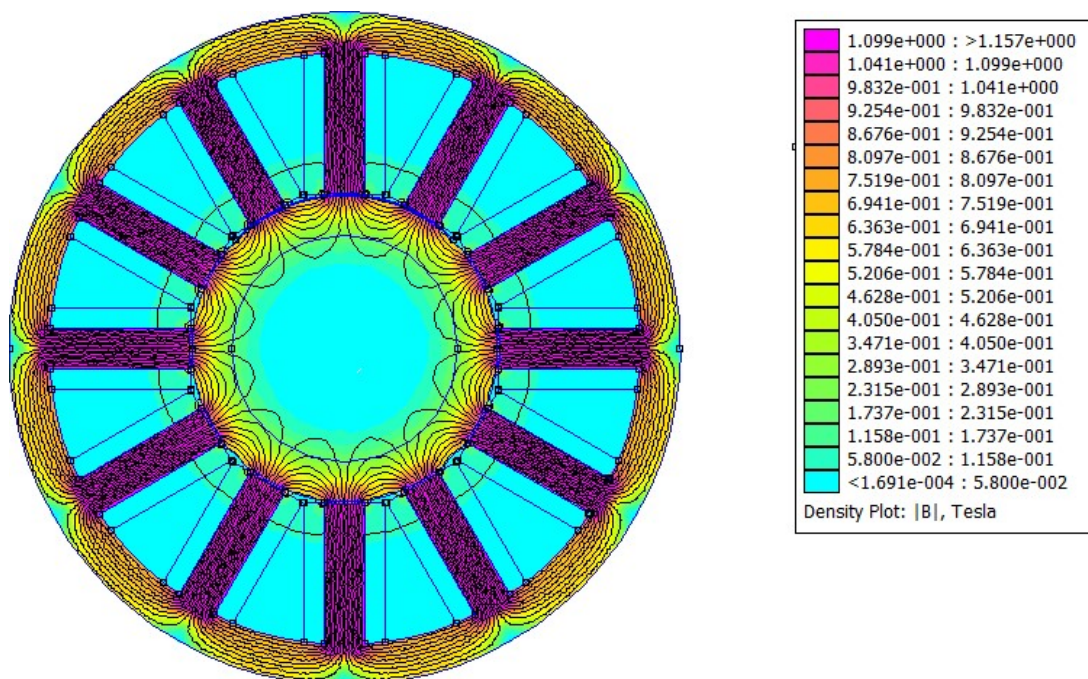 1.099e+000 : >1.157e+000
1.041e+000 : 1.099e+000
9.832e-001 : 1.041e+000
9.254e-001 : 9.832e-001
8.676e-001 : 9.254e-001
8.097e-001 : 8.676e-001
7.519e-001 : 8.097e-001
6.941e-001 : 7.519e-001
6.363e-001 : 6.941e-001
5.784e-001 : 6.363e-001
5.206e-001 : 5.784e-001
4.628e-001 : 5.206e-001
4.050e-001 : 4.628e-001
3.471e-001 : 4.050e-001
2.893e-001 : 3.471e-001
2.315e-001 : 2.893e-001
1.737e-001 : 2.315e-001
1.158e-001 : 1.737e-001
5.800e-002 : 1.158e-001
<1.691e-004 : 5.800e-002
Density Plot: |B|, Tesla